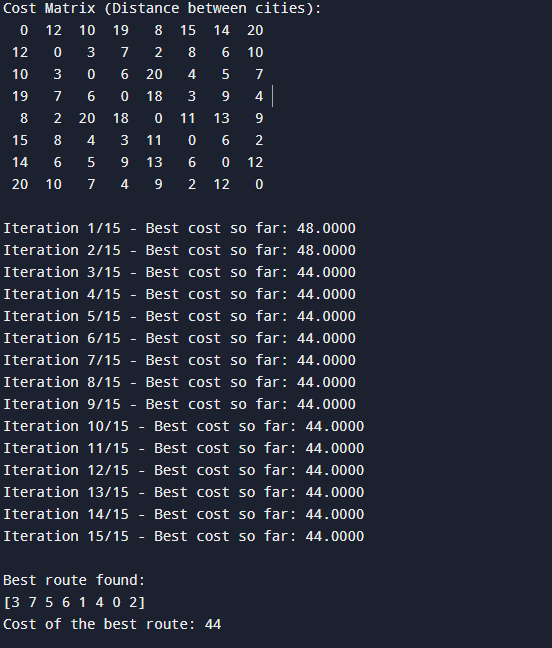 Cost Matrix (Distance between cities):
0 12 10 19 8 15 14 20
12 0 3 7 2 8 6 10
10 3 0 6 20 4 5 7
19 7 6 0 18 3 9 4
8 2 20 18 0 11 13 9
15 8 4 3 11 0 6 2
14 6 5 9 13 6 0 12
20 10 7 4 9 2 12 0
Iteration 1/15 - Best cost so far: 48.0000
Iteration 2/15 - Best cost so far: 48.0000
Iteration 3/15 - Best cost so far: 44.0000
Iteration 4/15 - Best cost so far: 44.0000
Iteration 5/15 - Best cost so far: 44.0000
Iteration 6/15 - Best cost so far: 44.0000
Iteration 7/15 - Best cost so far: 44.0000
Iteration 8/15 - Best cost so far: 44.0000
Iteration 9/15 - Best cost so far: 44.0000
Iteration 10/15 - Best cost so far: 44.0000
Iteration 11/15 - Best cost so far: 44.0000
Iteration 12/15 - Best cost so far: 44.0000
Iteration 13/15 - Best cost so far: 44.0000
Iteration 14/15 - Best cost so far: 44.0000
Iteration 15/15 - Best cost so far: 44.0000
Best route found:
[3 7 5 6 1 4 0 2]
Cost of the best route: 44